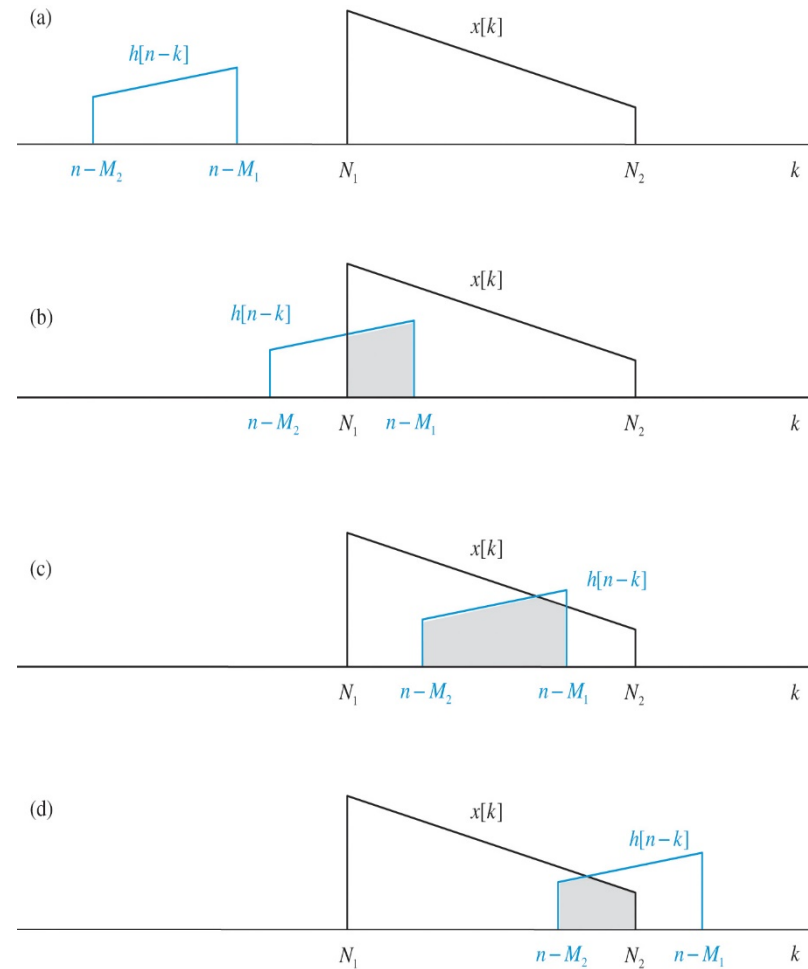 (a)
x[k]
h[n−k]
n−M₂ n−M₁ N₁ N₂ k
x[k]
(b) h[n−k]
n−M₂ N₁ n−M₁ N₂ k
x[k]
(c) h[n−k]
N₁ n−M₂ n−M₁ N₂ k
(d) x[k]
h[n−k]
N₁ n−M₂ N₂ n−M₁ k